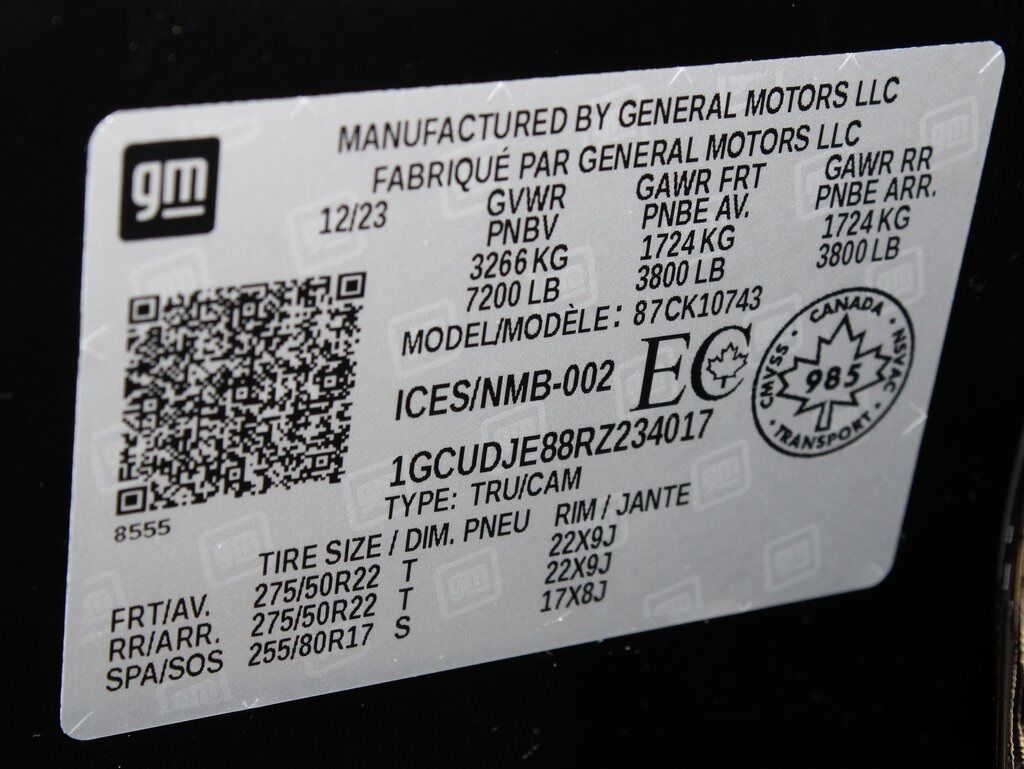 gm
MANUFACTURED BY GENERAL MOTORS LLC
FABRIQUÉ PAR GENERAL MOTORS LLC
12/23 GVWR GAWR FRT GAWR RR
PNBV PNBE AV. PNBE ARR.
3266 KG 1724 KG 1724 KG
7200 LB 3800 LB 3800 LB
MODEL/MODÈLE: 87CK10743
ICES/NMB-002 EC
CANADA
CMVSS 985 NVAC
TRANSPORT
1GCUDJE88RZ234017
TYPE: TRU/CAM
8555
TIRE SIZE / DIM. PNEU RIM / JANTE
FRT/AV. 275/50R22 T 22X9J
RR/ARR. 275/50R22 T 22X9J
SPA/SOS 255/80R17 S 17X8J